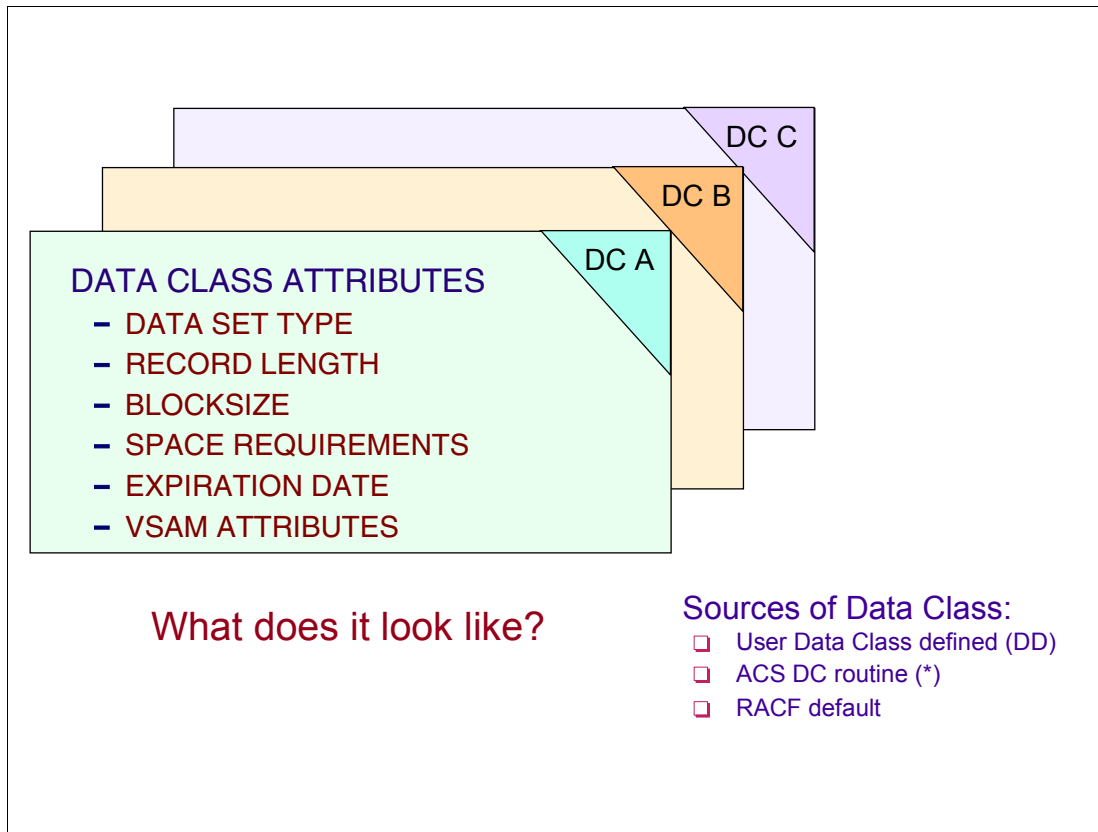 DC C
DC B
DC A
DATA CLASS ATTRIBUTES
– DATA SET TYPE
– RECORD LENGTH
– BLOCKSIZE
– SPACE REQUIREMENTS
– EXPIRATION DATE
– VSAM ATTRIBUTES
What does it look like?
Sources of Data Class:
❑ User Data Class defined (DD)
❑ ACS DC routine (*)
❑ RACF default